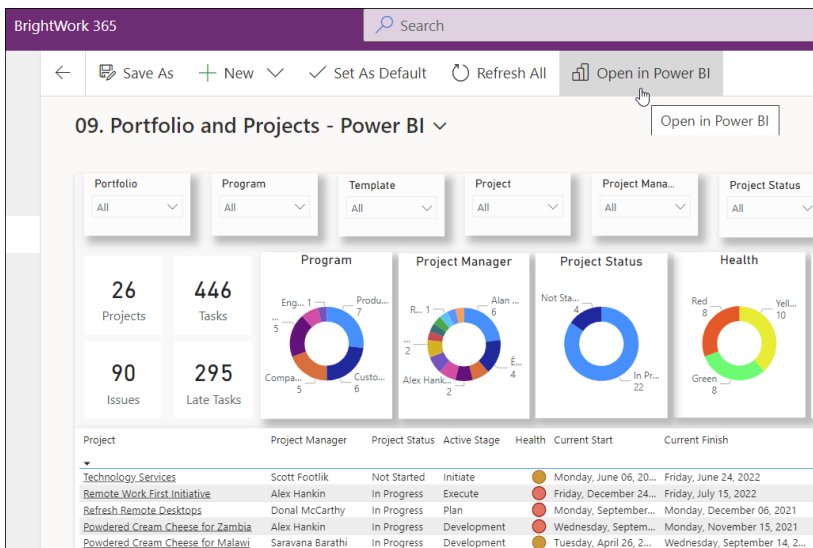 BrightWork 365
Search
Save As
New
Set As Default
Refresh All
Open in Power BI
Open in Power BI
09. Portfolio and Projects - Power BI
Portfolio
Program
Template
Project
Project Mana...
Project Status
All
All
All
All
All
All
26
Projects
446
Tasks
90
Issues
295
Late Tasks
Program
Eng... 1
Produ...
7
...
5
Compa...
5
Custo...
6
Project Manager
R... 1
Alan ...
6
...
2
É...
4
Alex Hank...
2
Project Status
Not Sta...
4
In Pr...
22
Health
Red
8
Yell...
10
Green
8
Project Project Manager Project Status Active Stage Health Current Start Current Finish
Technology Services Scott Footlik Not Started Initiate Monday, June 06, 20... Friday, June 24, 2022
Remote Work First Initiative Alex Hankin In Progress Execute Friday, December 24... Friday, July 15, 2022
Refresh Remote Desktops Donal McCarthy In Progress Plan Monday, September... Monday, December 06, 2021
Powdered Cream Cheese for Zambia Alex Hankin In Progress Development Wednesday, Septem... Monday, November 15, 2021
Powdered Cream Cheese for Malawi Saravana Barathi In Progress Development Tuesday, April 26, 2... Wednesday, September 14, 2...